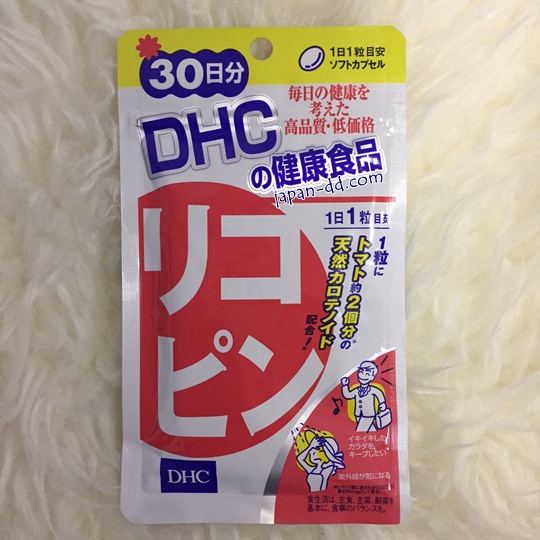 30日分
1日1粒目安
ソフトカプセル
毎日の健康を
考えた
高品質・低価格
DHC
の健康食品
japan-dd.com
1日1粒目安
リコ
ピン
1粒に
トマト約2個分の※
天然カロテノイド
配合!
イキイキした
カラダを
キープしたい
紫外線が気になる
DHC
食生活は、主食、主菜、副菜を
基本に、食事のバランスを。